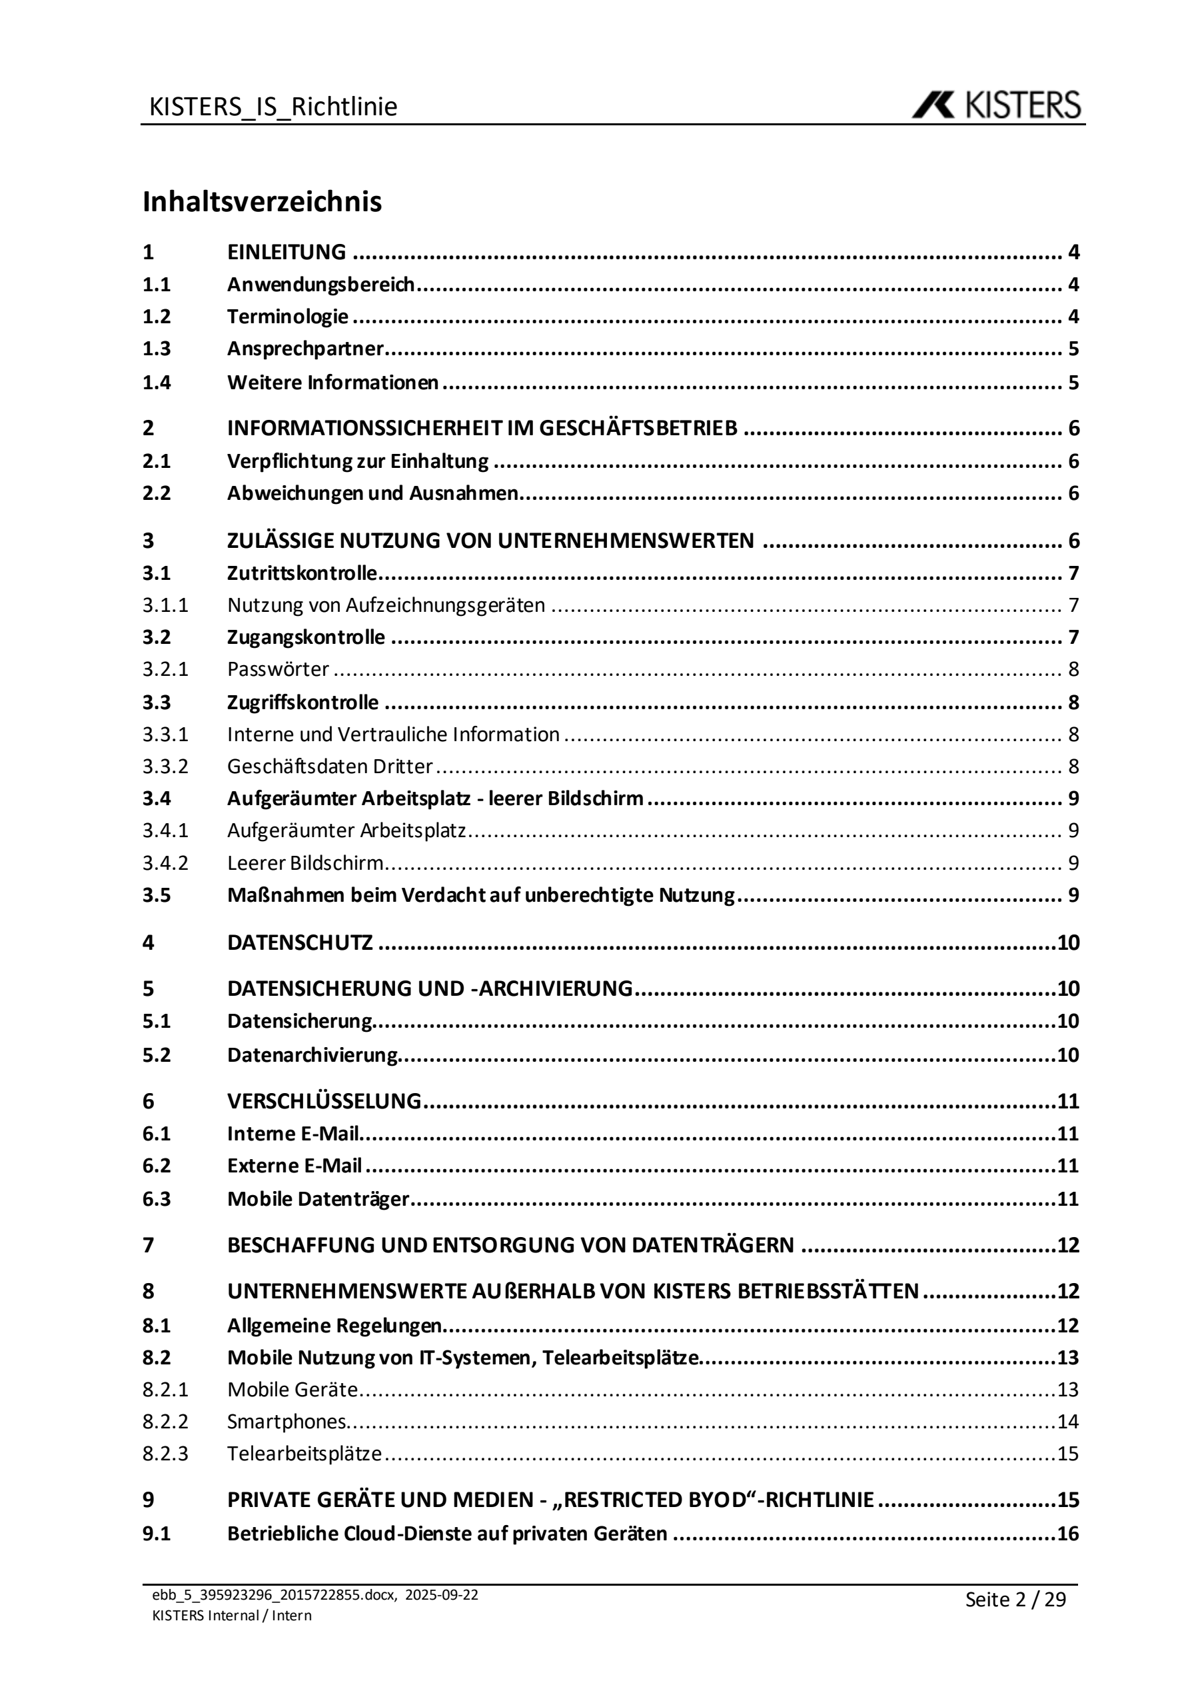 KISTERS_IS_Richtlinie
KISTERS
Inhaltsverzeichnis
1 EINLEITUNG ........ 4
1.1 Anwendungsbereich ........ 4
1.2 Terminologie ........ 4
1.3 Ansprechpartner ........ 5
1.4 Weitere Informationen ........ 5
2 INFORMATIONSSICHERHEIT IM GESCHÄFTSBETRIEB ........ 6
2.1 Verpflichtung zur Einhaltung ........ 6
2.2 Abweichungen und Ausnahmen ........ 6
3 ZULÄSSIGE NUTZUNG VON UNTERNEHMENSWERTEN ........ 6
3.1 Zutrittskontrolle ........ 7
3.1.1 Nutzung von Aufzeichnungsgeräten ........ 7
3.2 Zugangskontrolle ........ 7
3.2.1 Passwörter ........ 8
3.3 Zugriffskontrolle ........ 8
3.3.1 Interne und Vertrauliche Information ........ 8
3.3.2 Geschäftsdaten Dritter ........ 8
3.4 Aufgeräumter Arbeitsplatz - leerer Bildschirm ........ 9
3.4.1 Aufgeräumter Arbeitsplatz ........ 9
3.4.2 Leerer Bildschirm ........ 9
3.5 Maßnahmen beim Verdacht auf unberechtigte Nutzung ........ 9
4 DATENSCHUTZ ........ 10
5 DATENSICHERUNG UND -ARCHIVIERUNG ........ 10
5.1 Datensicherung ........ 10
5.2 Datenarchivierung ........ 10
6 VERSCHLÜSSELUNG ........ 11
6.1 Interne E-Mail ........ 11
6.2 Externe E-Mail ........ 11
6.3 Mobile Datenträger ........ 11
7 BESCHAFFUNG UND ENTSORGUNG VON DATENTRÄGERN ........ 12
8 UNTERNEHMENSWERTE AUßERHALB VON KISTERS BETRIEBSSTÄTTEN ........ 12
8.1 Allgemeine Regelungen ........ 12
8.2 Mobile Nutzung von IT-Systemen, Telearbeitsplätze ........ 13
8.2.1 Mobile Geräte ........ 13
8.2.2 Smartphones ........ 14
8.2.3 Telearbeitsplätze ........ 15
9 PRIVATE GERÄTE UND MEDIEN - „RESTRICTED BYOD“-RICHTLINIE ........ 15
9.1 Betriebliche Cloud-Dienste auf privaten Geräten ........ 16
ebb_5_395923296_2015722855.docx, 2025-09-22
Seite 2 / 29
KISTERS Internal / Intern